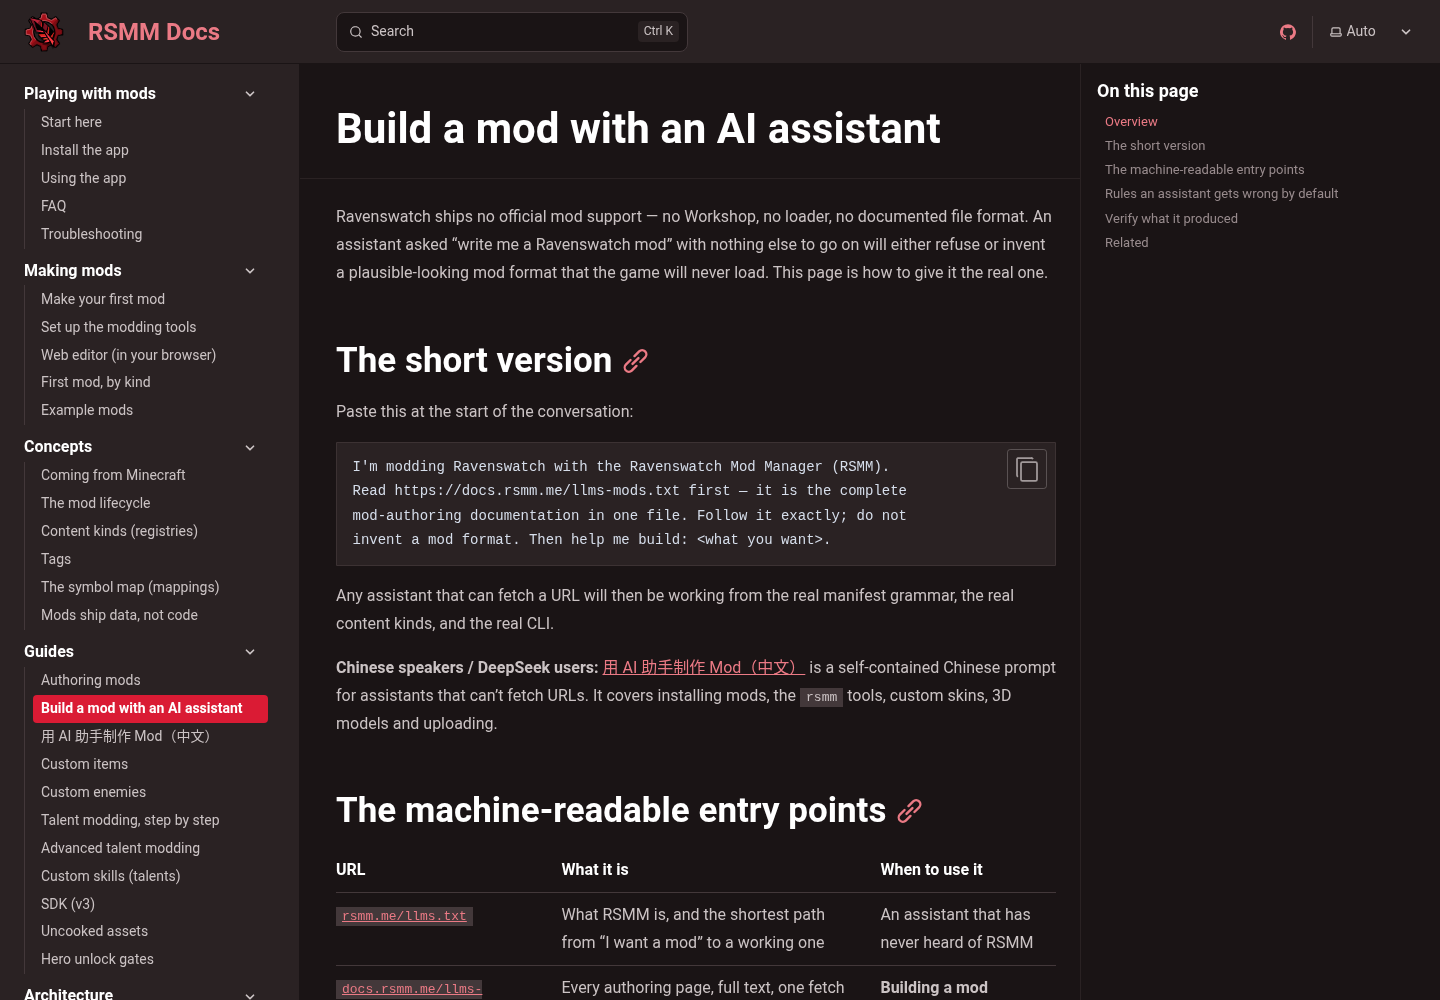 RSMM Docs
Search
Ctrl K
Auto
Playing with mods
Start here
Install the app
Using the app
FAQ
Troubleshooting
Making mods
Make your first mod
Set up the modding tools
Web editor (in your browser)
First mod, by kind
Example mods
Concepts
Coming from Minecraft
The mod lifecycle
Content kinds (registries)
Tags
The symbol map (mappings)
Mods ship data, not code
Guides
Authoring mods
Build a mod with an AI assistant
用 AI 助手制作 Mod（中文）
Custom items
Custom enemies
Talent modding, step by step
Advanced talent modding
Custom skills (talents)
SDK (v3)
Uncooked assets
Hero unlock gates
Architecture
Build a mod with an AI assistant
Ravenswatch ships no official mod support — no Workshop, no loader, no documented file format. An
assistant asked “write me a Ravenswatch mod” with nothing else to go on will either refuse or invent
a plausible-looking mod format that the game will never load. This page is how to give it the real one.
The short version
Paste this at the start of the conversation:
I'm modding Ravenswatch with the Ravenswatch Mod Manager (RSMM).
Read https://docs.rsmm.me/llms-mods.txt first — it is the complete
mod-authoring documentation in one file. Follow it exactly; do not
invent a mod format. Then help me build: <what you want>.
Any assistant that can fetch a URL will then be working from the real manifest grammar, the real
content kinds, and the real CLI.
Chinese speakers / DeepSeek users: 用 AI 助手制作 Mod（中文） is a self-contained Chinese prompt
for assistants that can’t fetch URLs. It covers installing mods, the rsmm tools, custom skins, 3D
models and uploading.
The machine-readable entry points
URL What it is When to use it
rsmm.me/llms.txt What RSMM is, and the shortest path An assistant that has
from “I want a mod” to a working one never heard of RSMM
docs.rsmm.me/llms- Every authoring page, full text, one fetch Building a mod
On this page
Overview
The short version
The machine-readable entry points
Rules an assistant gets wrong by default
Verify what it produced
Related